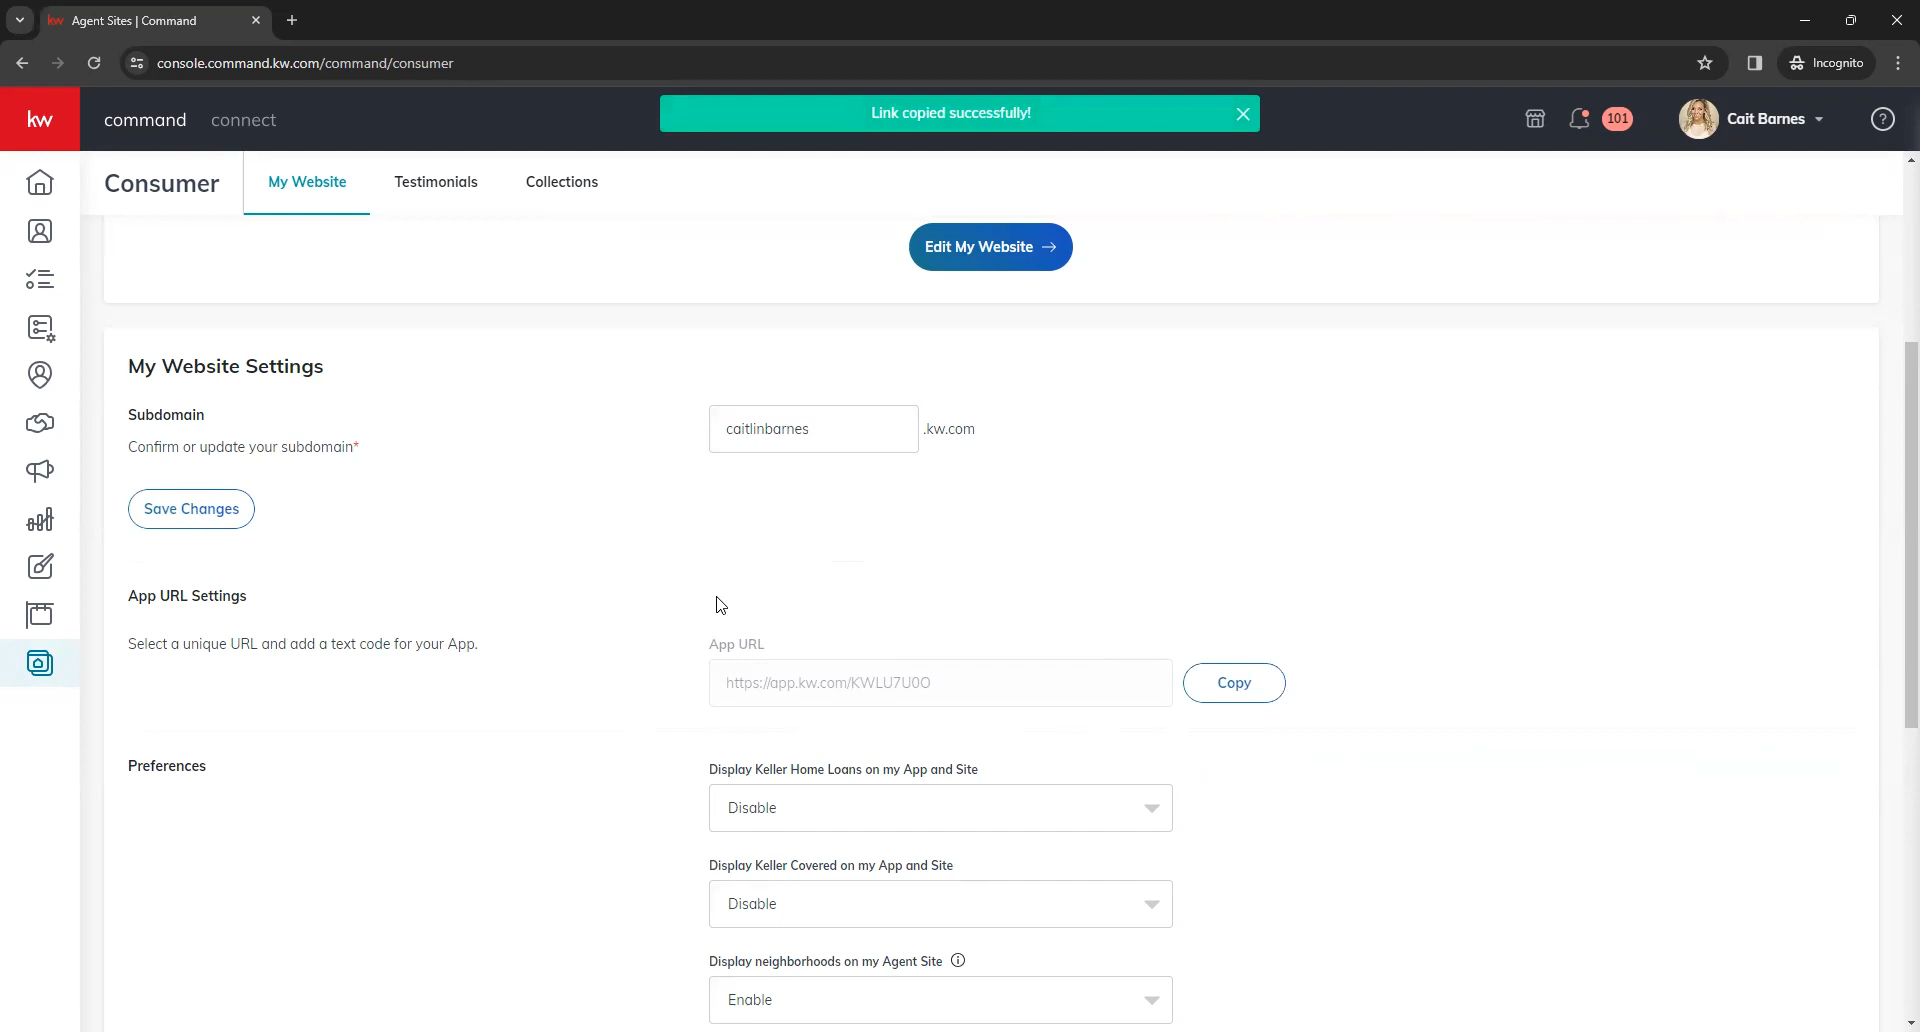 kw Agent Sites | Command
console.command.kw.com/command/consumer
Incognito
kw
command
connect
Link copied successfully!
101
Cait Barnes
Consumer
My Website
Testimonials
Collections
Edit My Website
My Website Settings
Subdomain
Confirm or update your subdomain*
caitlinbarnes
.kw.com
Save Changes
App URL Settings
Select a unique URL and add a text code for your App.
App URL
https://app.kw.com/KWLU7U0O
Copy
Preferences
Display Keller Home Loans on my App and Site
Disable
Display Keller Covered on my App and Site
Disable
Display neighborhoods on my Agent Site
Enable